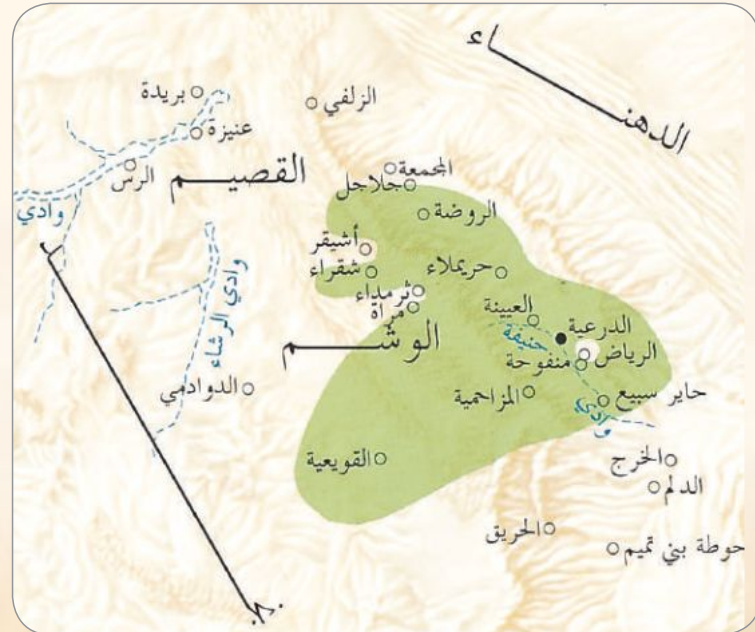 الدهناء
الزلفي
بريدة
عنيزة
الرس
القصيم
وادي
المجمعة
جلاجل
الروضة
أشيقر
شقراء
حريملاء
ثرمداء
مراة
العيينة
الدرعية
الرياض
منفوحة
وادي حنيفة
الوشم
وادي الرشاء
الدوادمي
المزاحمية
حاير سبيع
القويعية
الخرج
الدلم
الحريق
حوطة بني تميم